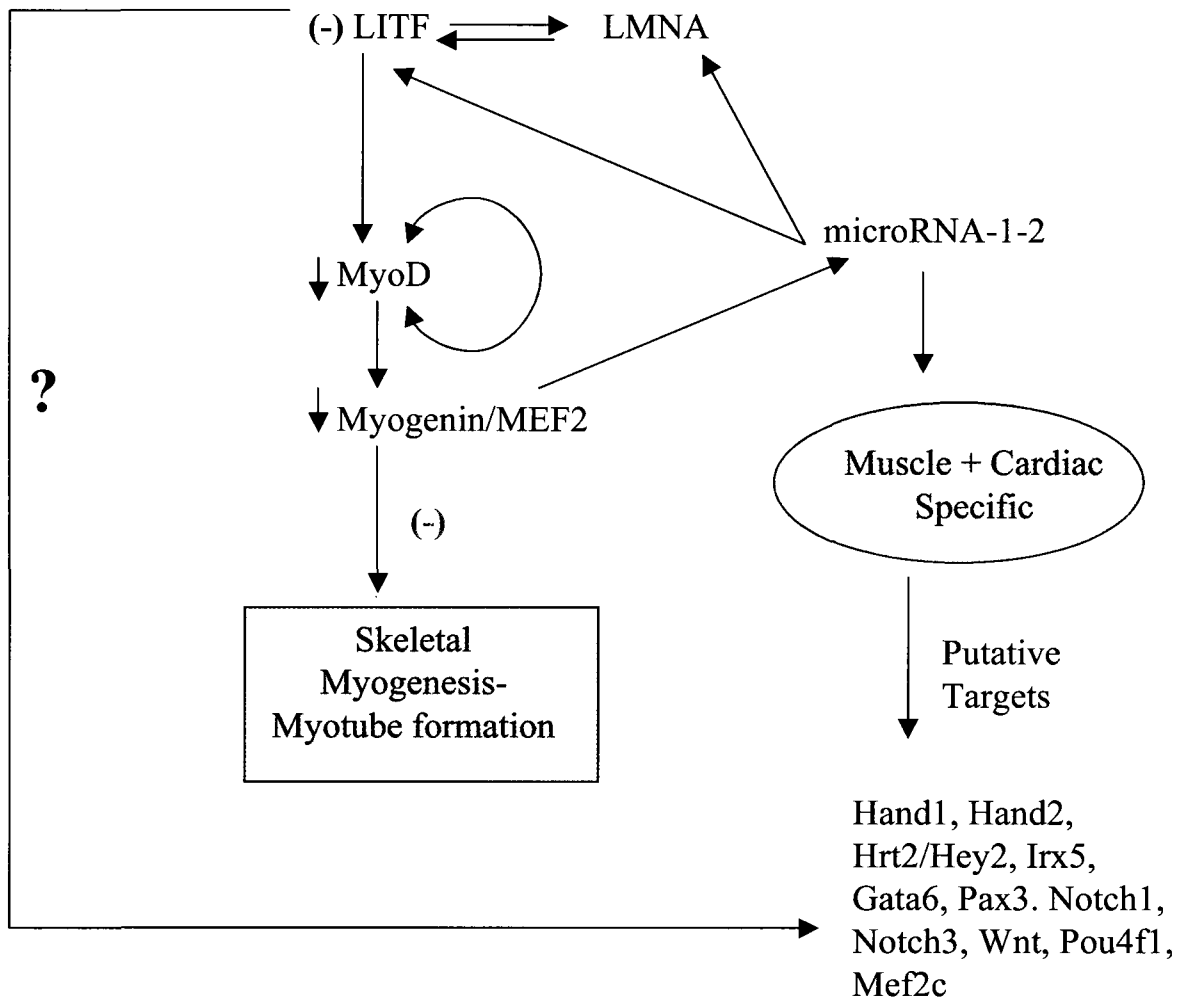 (-) LITF
LMNA
microRNA-1-2
MyoD
?
Myogenin/MEF2
Muscle + Cardiac
Specific
(-)
Skeletal
Myogenesis-
Myotube formation
Putative
Targets
Hand1, Hand2,
Hrt2/Hey2, Irx5,
Gata6, Pax3. Notch1,
Notch3, Wnt, Pou4f1,
Mef2c